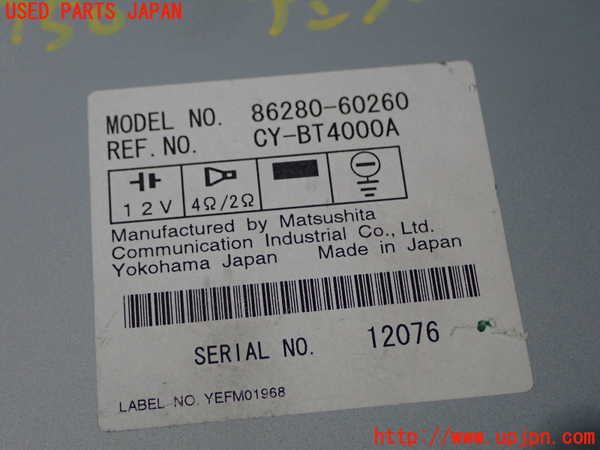 USED PARTS JAPAN
MODEL NO. 86280-60260
REF. NO. CY-BT4000A
12V 4Ω/2Ω
Manufactured by Matsushita
Communication Industrial Co., Ltd.
Yokohama Japan Made in Japan
SERIAL NO. 12076
LABEL NO. YEFM01968
http://www.upjpn.com/